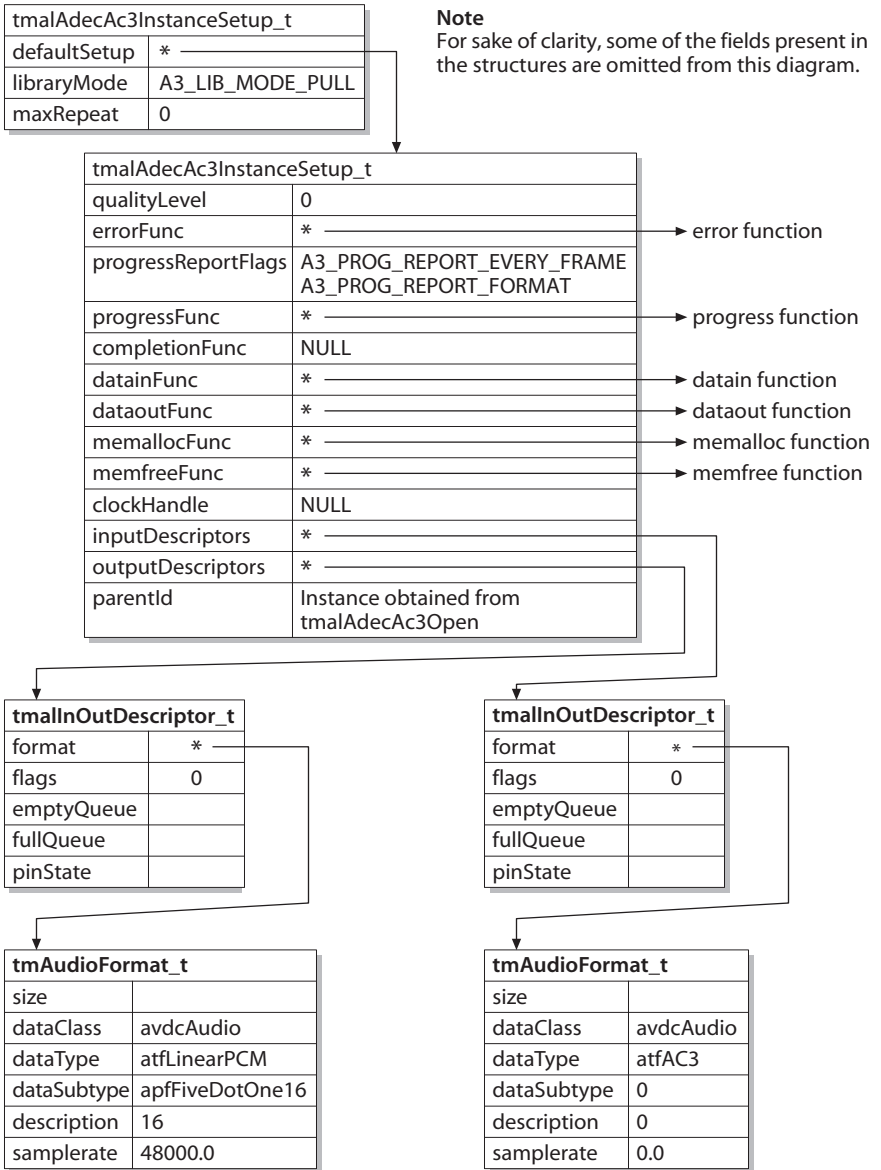 tmalAdecAc3InstanceSetup_t
defaultSetup *
libraryMode A3_LIB_MODE_PULL
maxRepeat 0
Note
For sake of clarity, some of the fields present in
the structures are omitted from this diagram.
tmalAdecAc3InstanceSetup_t
qualityLevel 0
errorFunc * error function
progressReportFlags A3_PROG_REPORT_EVERY_FRAME
A3_PROG_REPORT_FORMAT
progressFunc * progress function
completionFunc NULL
datainFunc * datain function
dataoutFunc * dataout function
memallocFunc * memalloc function
memfreeFunc * memfree function
clockHandle NULL
inputDescriptors *
outputDescriptors *
parentId Instance obtained from
tmalAdecAc3Open
tmalInOutDescriptor_t
format *
flags 0
emptyQueue
fullQueue
pinState
tmalInOutDescriptor_t
format *
flags 0
emptyQueue
fullQueue
pinState
tmAudioFormat_t
size
dataClass avdcAudio
dataType atfLinearPCM
dataSubtype apfFiveDotOne16
description 16
samplerate 48000.0
tmAudioFormat_t
size
dataClass avdcAudio
dataType atfAC3
dataSubtype 0
description 0
samplerate 0.0